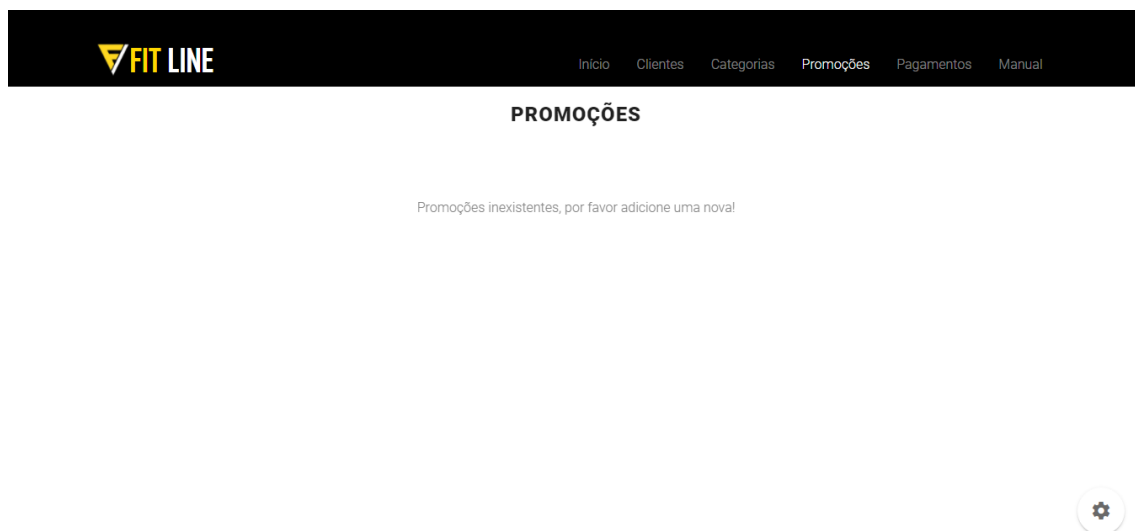 FIT LINE
Início Clientes Categorias Promoções Pagamentos Manual
PROMOÇÕES
Promoções inexistentes, por favor adicione uma nova!